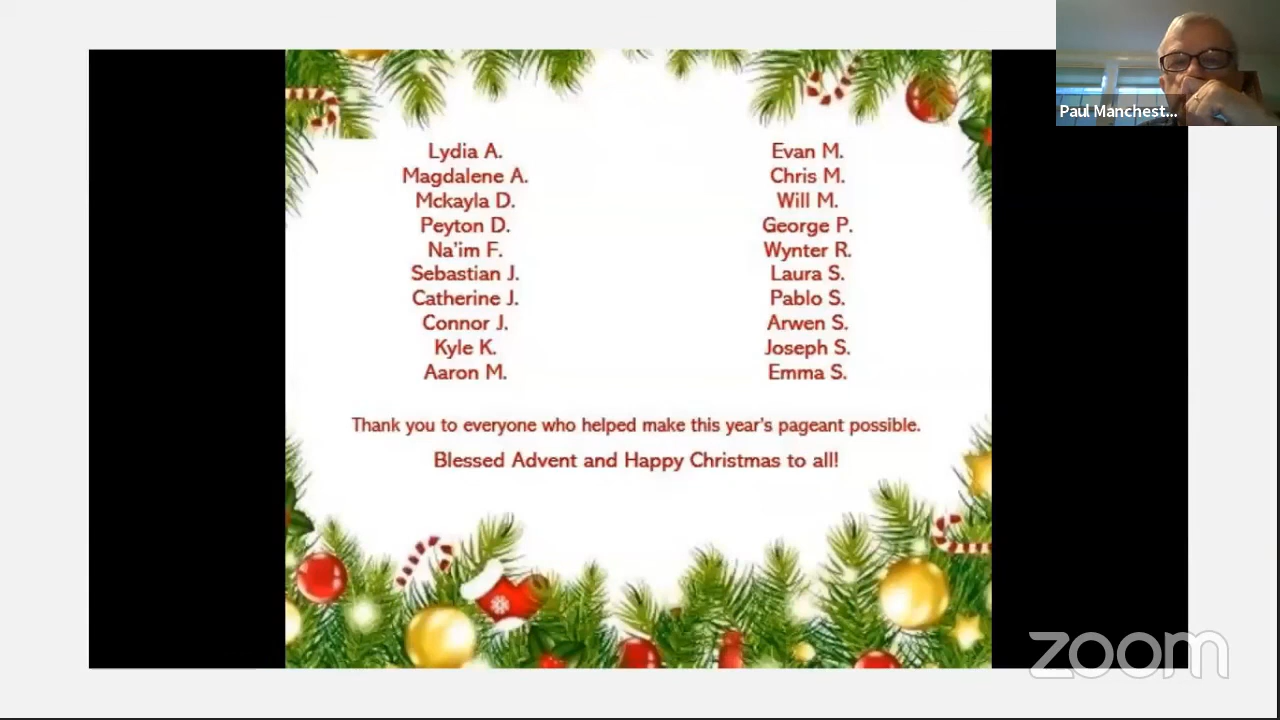 Paul Manchest...
Lydia A.
Magdalene A.
Mckayla D.
Peyton D.
Na'im F.
Sebastian J.
Catherine J.
Connor J.
Kyle K.
Aaron M.
Evan M.
Chris M.
Will M.
George P.
Wynter R.
Laura S.
Pablo S.
Arwen S.
Joseph S.
Emma S.
Thank you to everyone who helped make this year's pageant possible.
Blessed Advent and Happy Christmas to all!
zoom